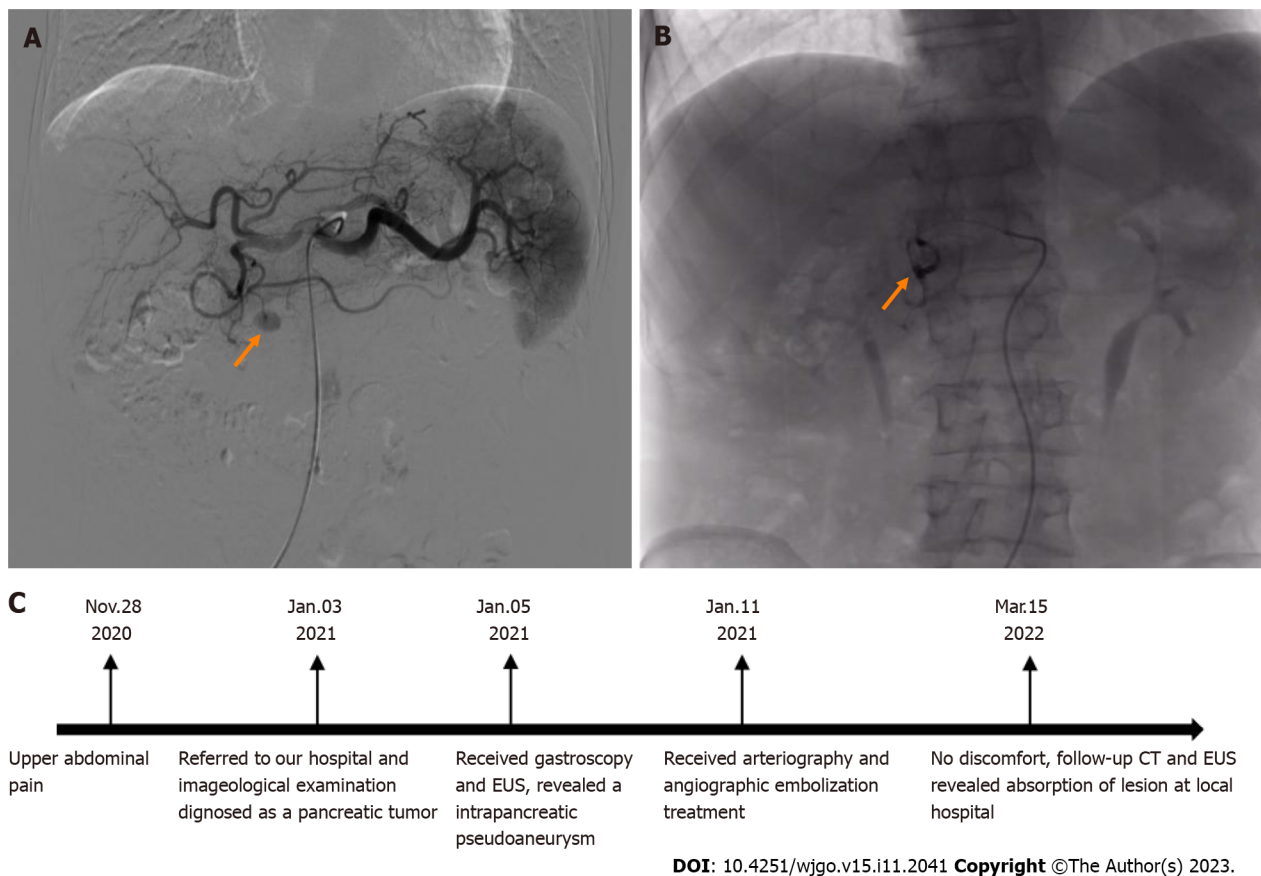 A
B
C
Nov.28
2020
Jan.03
2021
Jan.05
2021
Jan.11
2021
Mar.15
2022
Upper abdominal
pain
Referred to our hospital and
imageological examination
dignosed as a pancreatic tumor
Received gastroscopy
and EUS, revealed a
intrapancreatic
pseudoaneurysm
Received arteriography and
angiographic embolization
treatment
No discomfort, follow-up CT and EUS
revealed absorption of lesion at local
hospital
DOI: 10.4251/wjgo.v15.i11.2041 Copyright ©The Author(s) 2023.